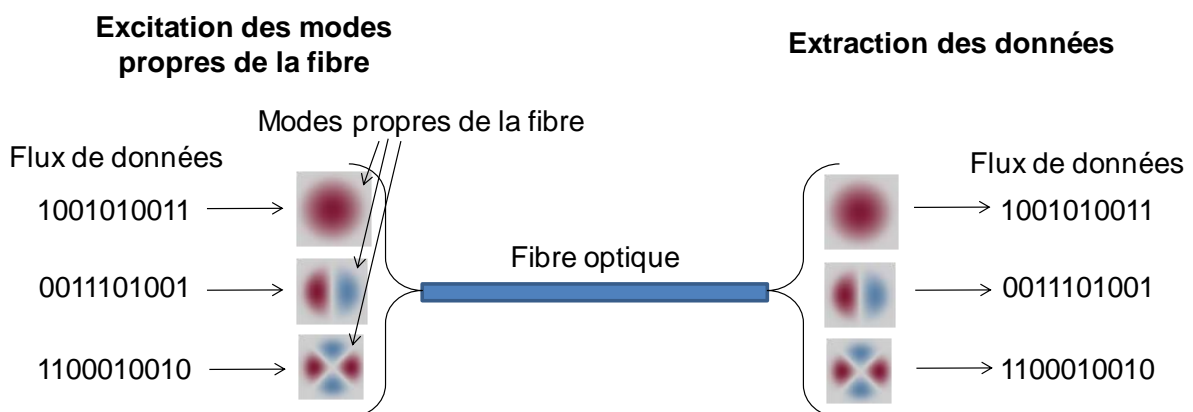 Excitation des modes
propres de la fibre
Extraction des données
Modes propres de la fibre
Flux de données
1001010011
0011101001
1100010010
Fibre optique
Flux de données
1001010011
0011101001
1100010010